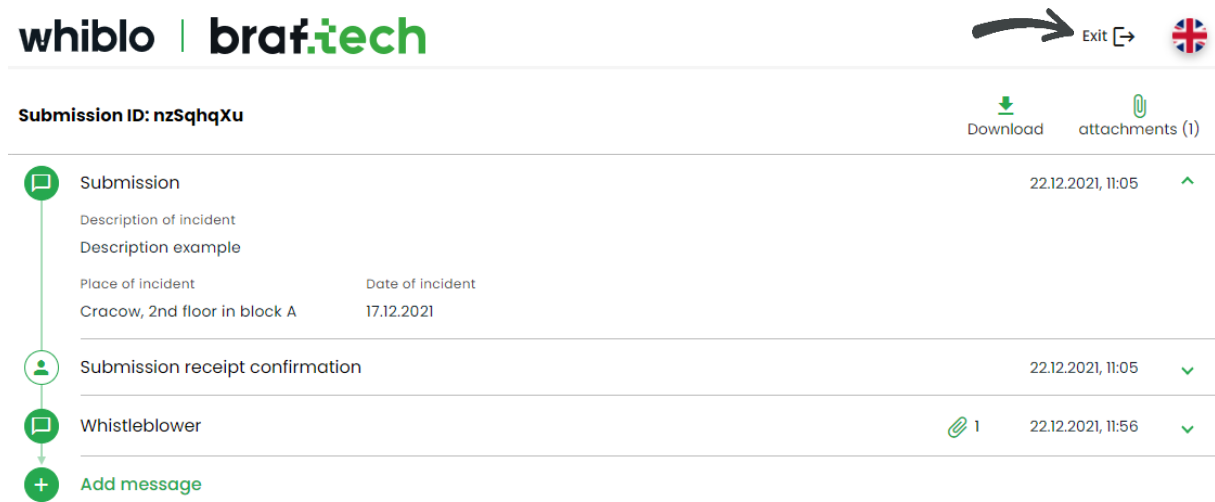 whiblo | braf.tech
Exit
Submission ID: nzSqhqXu
Download
attachments (1)
Submission
22.12.2021, 11:05
Description of incident
Description example
Place of incident
Date of incident
Cracow, 2nd floor in block A
17.12.2021
Submission receipt confirmation
22.12.2021, 11:05
Whistleblower
1
22.12.2021, 11:56
Add message